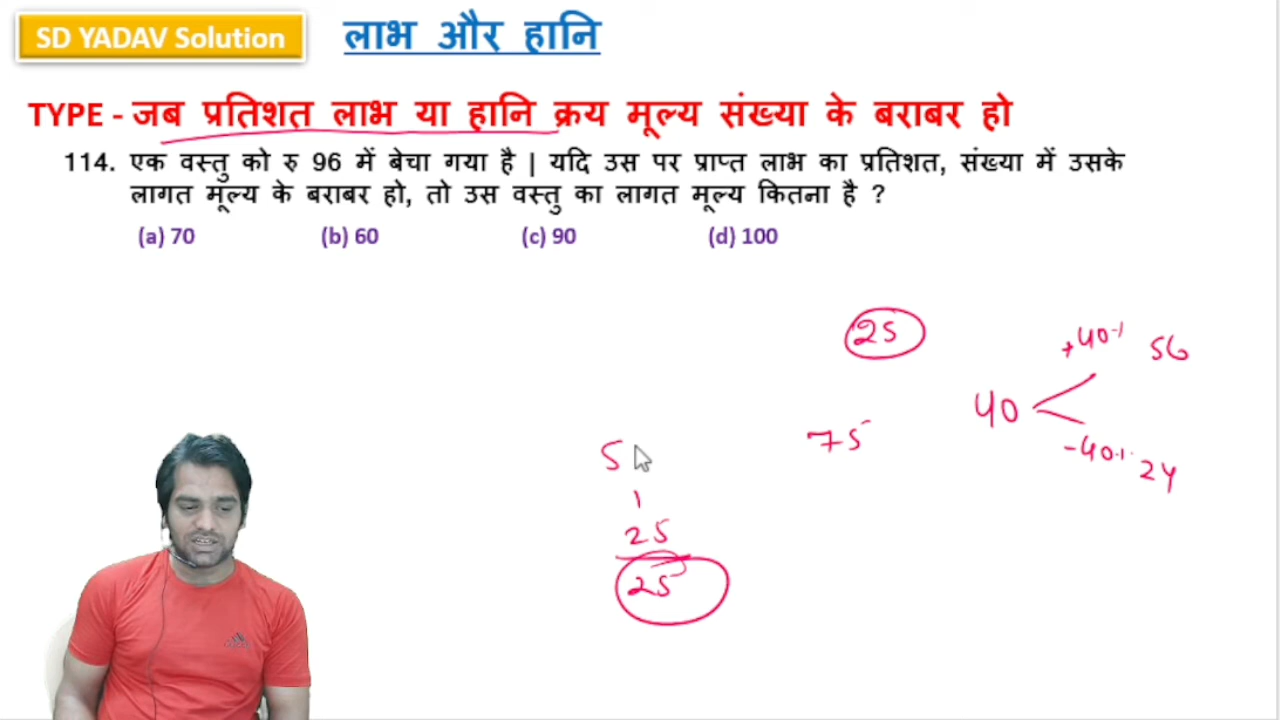 SD YADAV Solution
लाभ और हानि
TYPE - जब प्रतिशत लाभ या हानि क्रय मूल्य संख्या के बराबर हो
114. एक वस्तु को रु 96 में बेचा गया है | यदि उस पर प्राप्त लाभ का प्रतिशत, संख्या में उसके
लागत मूल्य के बराबर हो, तो उस वस्तु का लागत मूल्य कितना है ?
(a) 70 (b) 60 (c) 90 (d) 100
25
+40% 56
40
75
-40% 24
5
1
25
25